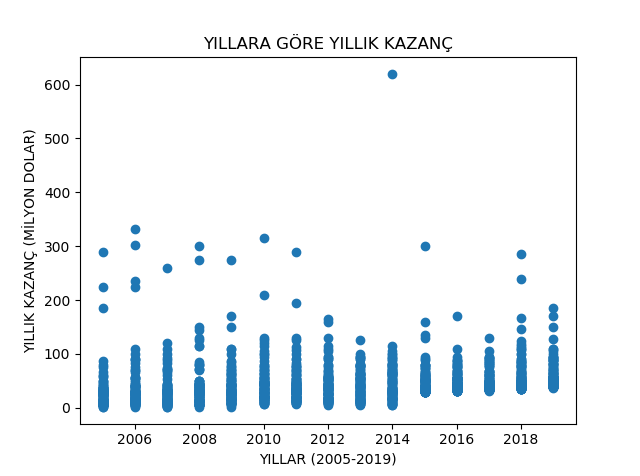 YILLARA GÖRE YILLIK KAZANÇ
YILLIK KAZANÇ (MİLYON DOLAR)
600
500
400
300
200
100
0
2006 2008 2010 2012 2014 2016 2018
YILLAR (2005-2019)